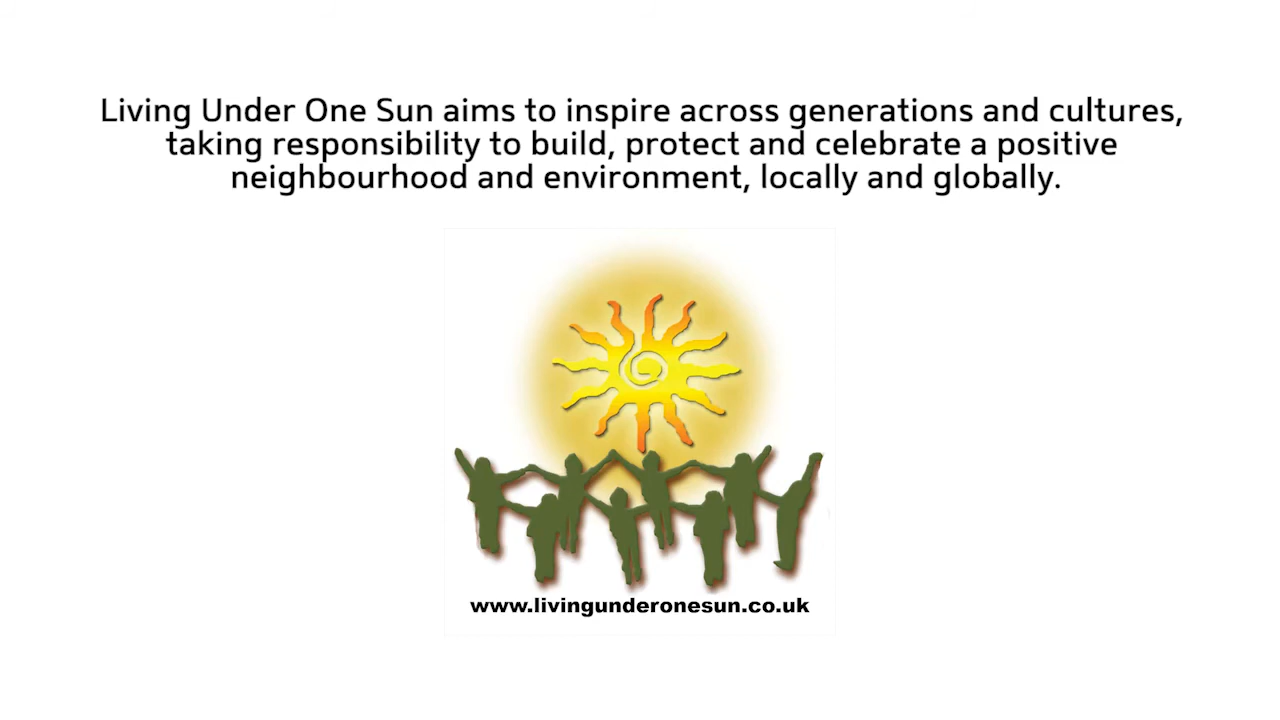 Living Under One Sun aims to inspire across generations and cultures,
taking responsibility to build, protect and celebrate a positive
neighbourhood and environment, locally and globally.
www.livingunderonesun.co.uk